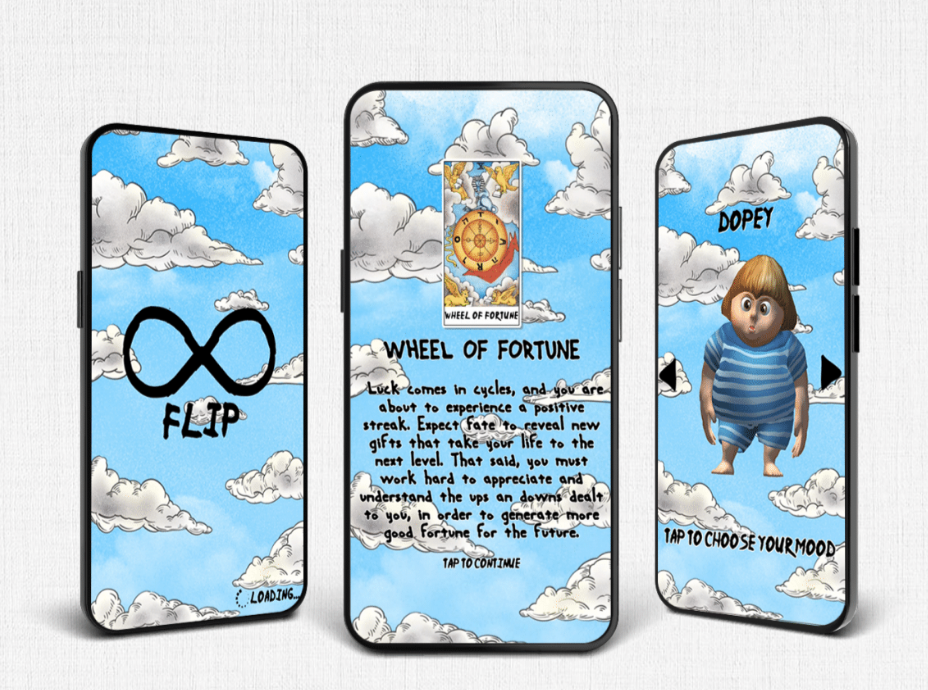 FLIP
LOADING...
WHEEL OF FORTUNE
WHEEL OF FORTUNE
Luck comes in cycles, and you are
about to experience a positive
streak. Expect fate to reveal new
gifts that take your life to the
next level. That said, you must
work hard to appreciate and
understand the ups an downs dealt
to you, in order to generate more
good fortune for the future.
TAP TO CONTINUE
DOPEY
TAP TO CHOOSE YOUR MOOD